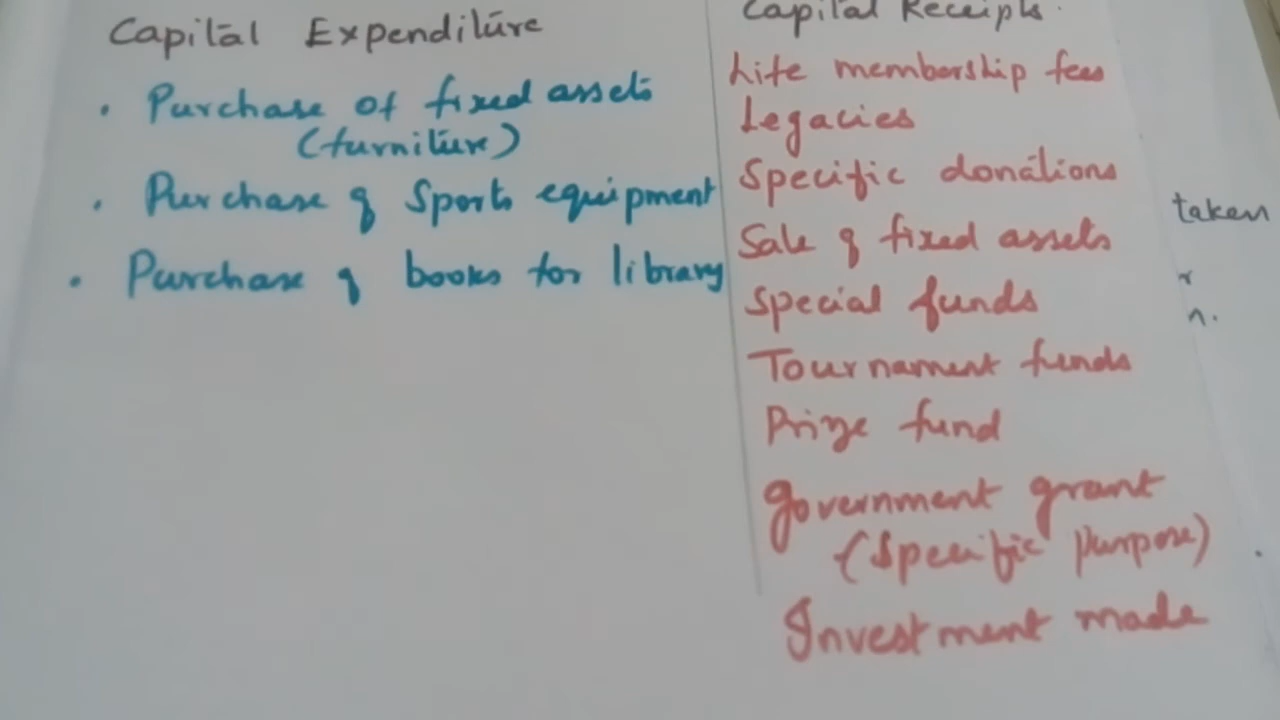 Capital Expenditure
• Purchase of fixed assets
(furniture)
• Purchase of Sports equipment
• Purchase of books for library
Capital Receipts.
Life membership fees
Legacies
Specific donations
Sale of fixed assets
Special funds
Tournament funds
Prize fund
Government grant
(Specific Purpose)
Investment made
taken